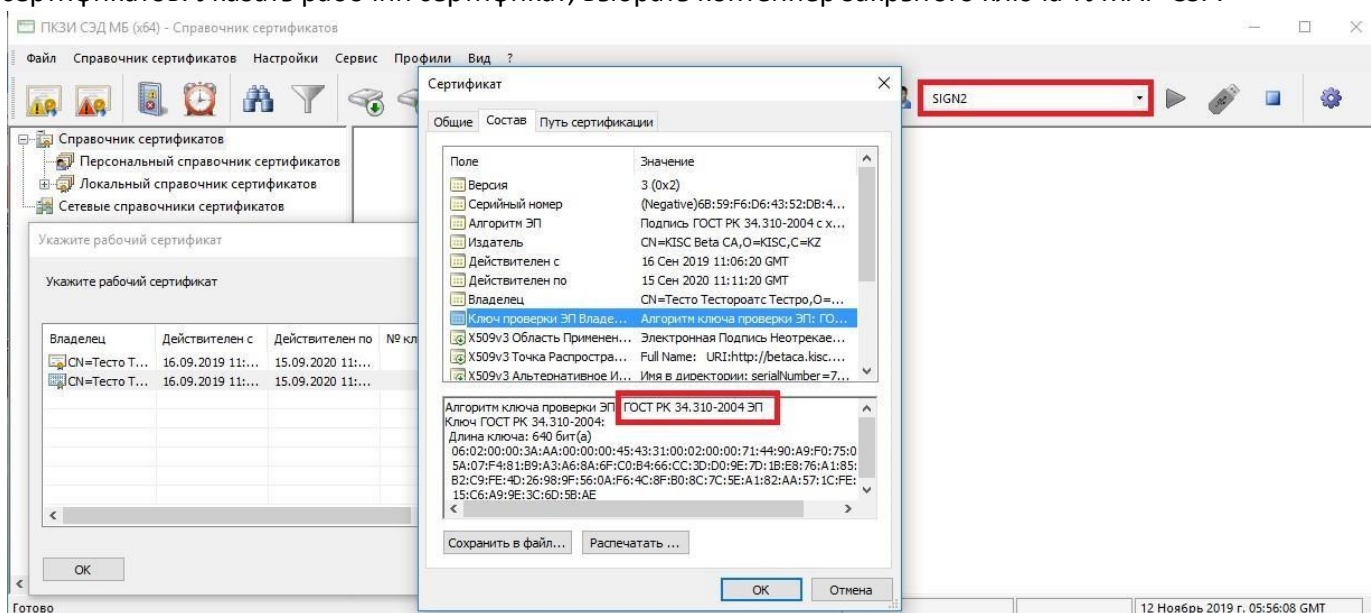 сертификатов. Указать рабочий сертификат, выбрать контейнер закрытого ключа
ПКЗИ СЭД МБ (x64) - Справочник сертификатов
Файл Справочник сертификатов Настройки Сервис Профили Вид ?
SIGN2
Справочник сертификатов
Персональный справочник сертификатов
Локальный справочник сертификатов
Сетевые справочники сертификатов
Укажите рабочий сертификат
Укажите рабочий сертификат
Владелец Действителен с Действителен по № кл
CN=Тесто Т... 16.09.2019 11:... 15.09.2020 11:...
CN=Тесто Т... 16.09.2019 11:... 15.09.2020 11:...
OK
Сертификат
Общие Состав Путь сертификации
Поле Значение
Версия 3 (0x2)
Серийный номер (Negative)6B:59:F6:D6:43:52:DB:4...
Алгоритм ЭП Подпись ГОСТ РК 34.310-2004 с х...
Издатель CN=KISC Beta CA,O=KISC,C=KZ
Действителен с 16 Сен 2019 11:06:20 GMT
Действителен по 15 Сен 2020 11:11:20 GMT
Владелец CN=Тесто Тестороатс Тестро,O=...
Ключ проверки ЭП Владе... Алгоритм ключа проверки ЭП: ГО...
X509v3 Область Применен... Электронная Подпись Неотрекае...
X509v3 Точка Распростра... Full Name: URI:http://betaca.kisc....
X509v3 Альтернативное И... Имя в директории: serialNumber=7...
Алгоритм ключа проверки ЭП: ГОСТ РК 34.310-2004 ЭП
Ключ ГОСТ РК 34.310-2004:
Длина ключа: 640 бит(а)
06:02:00:00:3A:AA:00:00:00:45:43:31:00:02:00:00:71:44:90:A9:F0:75:0
5A:07:F4:81:B9:A3:A6:8A:6F:C0:B4:66:CC:3D:D0:9E:7D:1B:E8:76:A1:85:
B2:C9:FE:4D:26:98:9F:56:0A:F6:4C:8F:B0:8C:7C:5E:A1:82:AA:57:1C:FE:
15:C6:A9:9E:3C:6D:5B:AE
Сохранить в файл... Распечатать ...
OK Отмена
Готово
12 Ноябрь 2019 г. 05:56:08 GMT